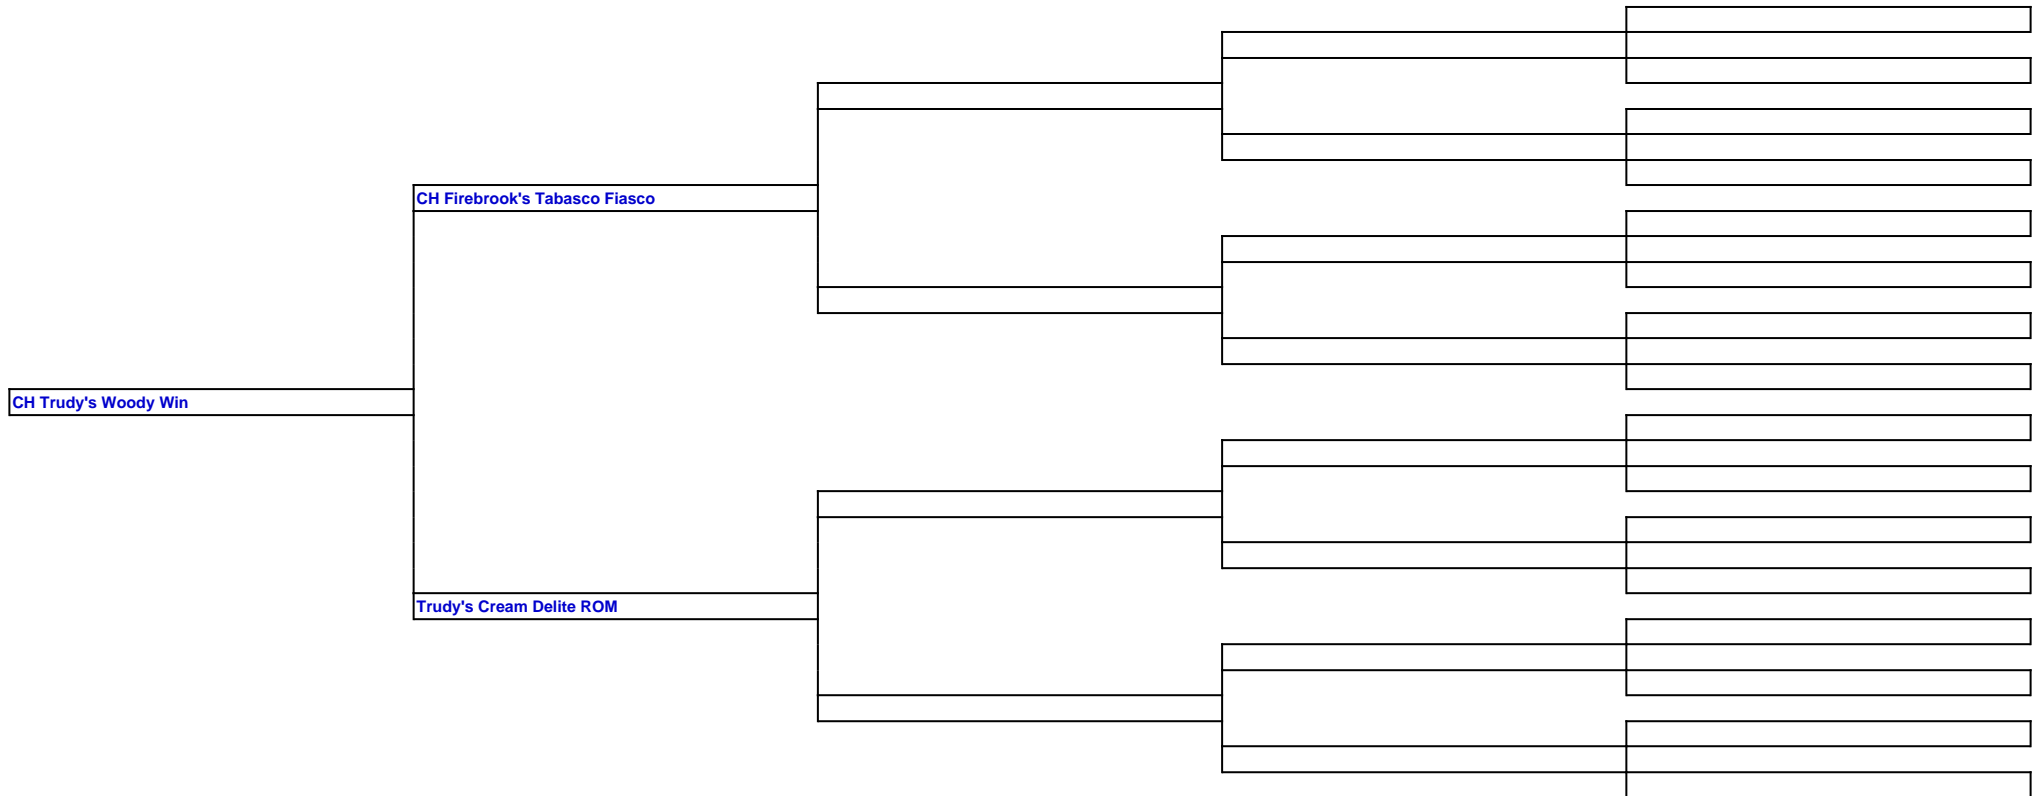 CH Firebrook's Tabasco Fiasco
CH Trudy's Woody Win
Trudy's Cream Delite ROM